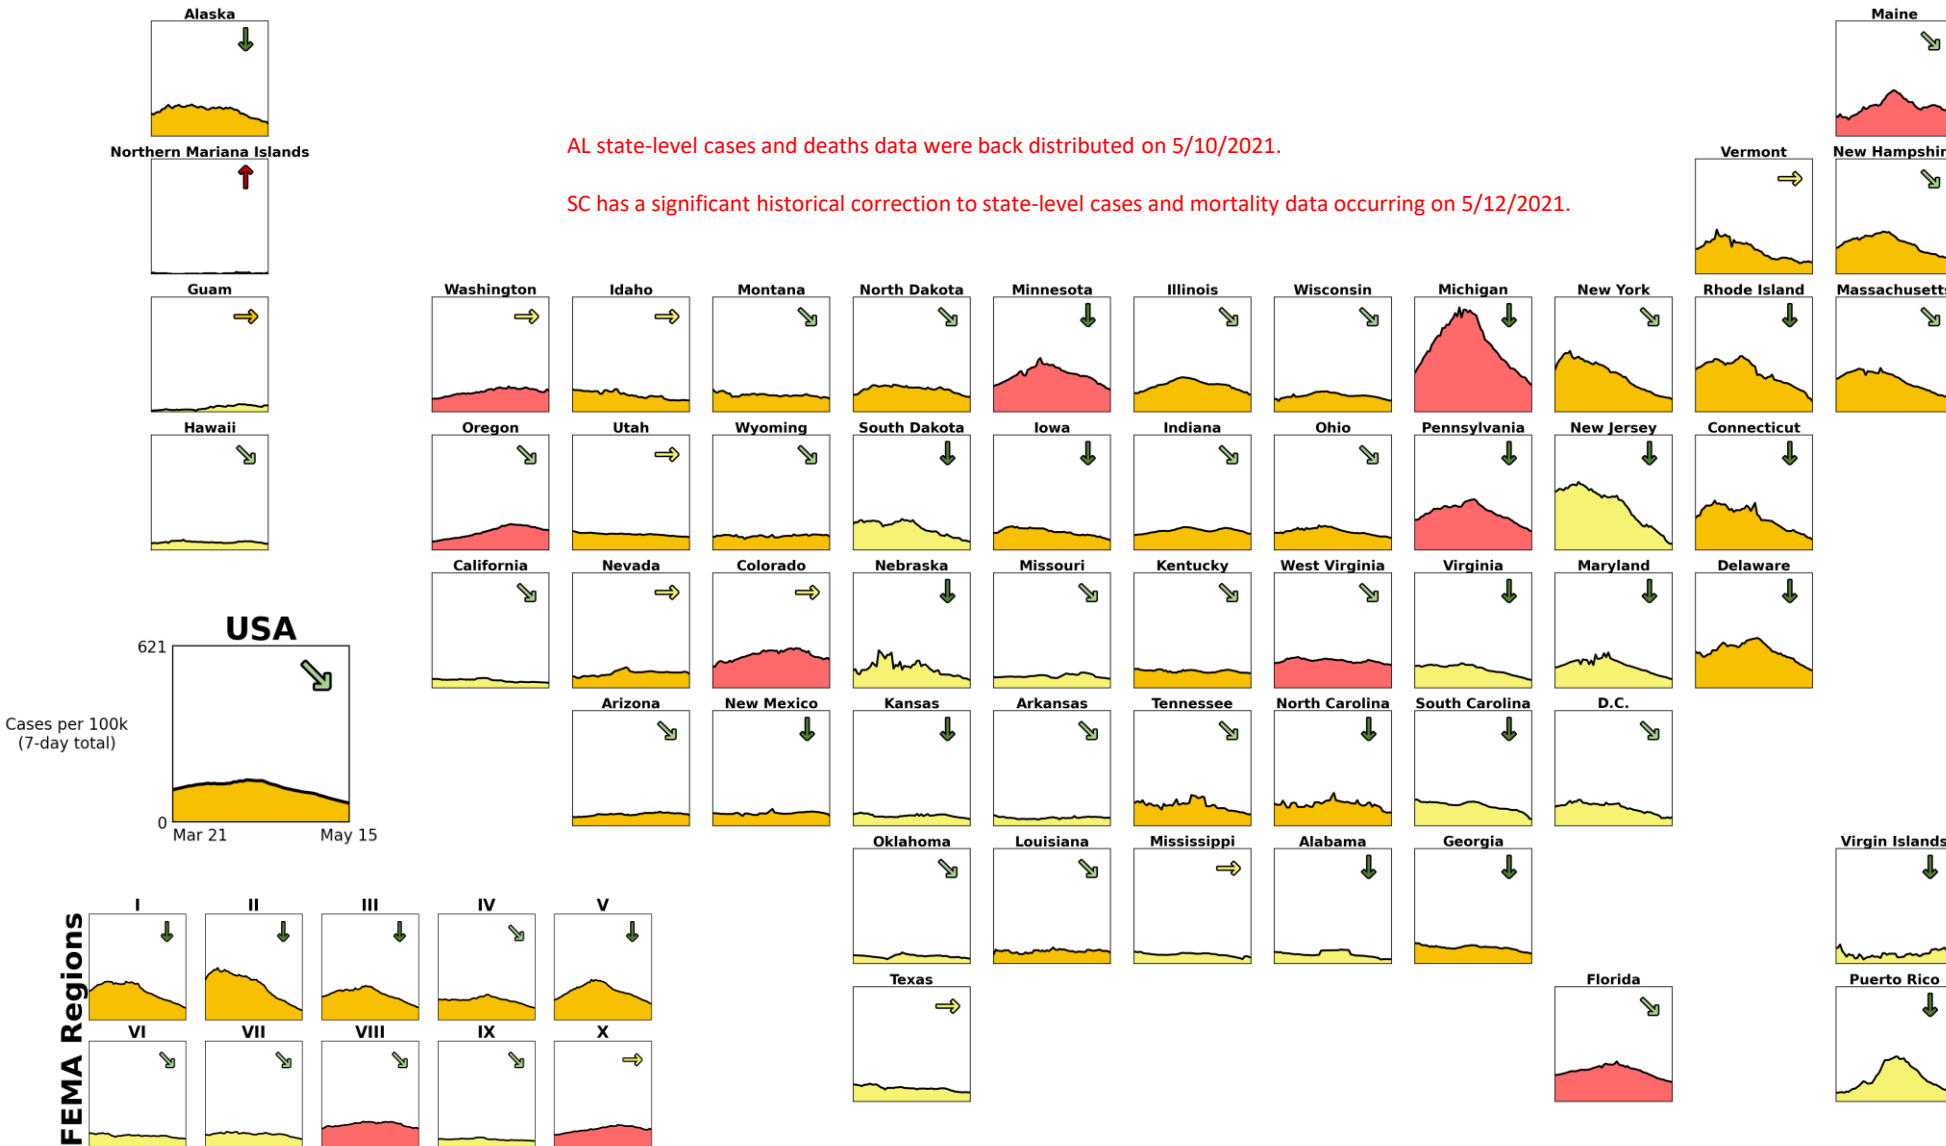 Alaska
Maine
Northern Mariana Islands
AL state-level cases and deaths data were back distributed on 5/10/2021.
Vermont
New Hampshir
SC has a significant historical correction to state-level cases and mortality data occurring on 5/12/2021.
Guam
Washington
Idaho
Montana
North Dakota
Minnesota
Illinois
Wisconsin
Michigan
New York
Rhode Island
Massachusetts
Hawaii
Oregon
Utah
Wyoming
South Dakota
Iowa
Indiana
Ohio
Pennsylvania
New Jersey
Connecticut
California
Nevada
Colorado
Nebraska
Missouri
Kentucky
West Virginia
Virginia
Maryland
Delaware
USA
621
Cases per 100k
(7-day total)
0
Mar 21
May 15
Arizona
New Mexico
Kansas
Arkansas
Tennessee
North Carolina
South Carolina
D.C.
Oklahoma
Louisiana
Mississippi
Alabama
Georgia
Virgin Islands
FEMA Regions
I
II
III
IV
V
Texas
Florida
Puerto Rico
VI
VII
VIII
IX
X